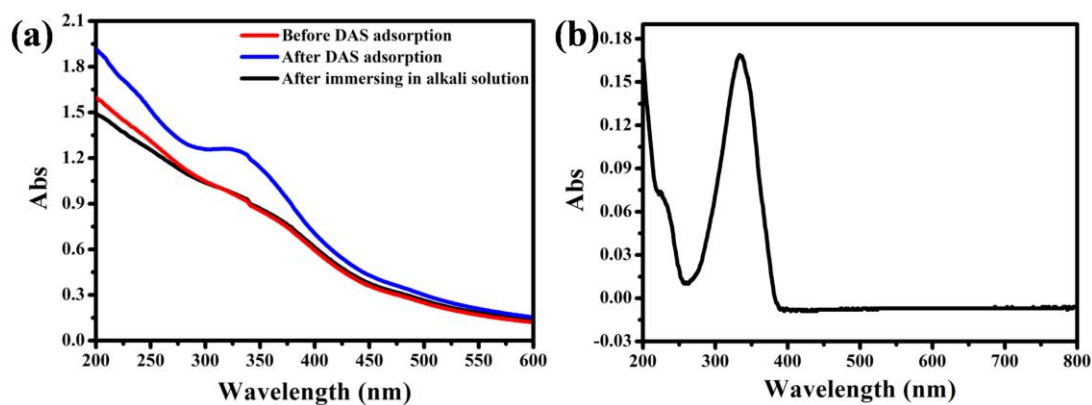 (a)
2.1
1.8
1.5
1.2
0.9
0.6
0.3
0.0
Abs
Before DAS adsorption
After DAS adsorption
After immersing in alkali solution
200 250 300 350 400 450 500 550 600
Wavelength (nm)
(b)
0.18
0.15
0.12
0.09
0.06
0.03
0.00
-0.03
Abs
200 300 400 500 600 700 800
Wavelength (nm)